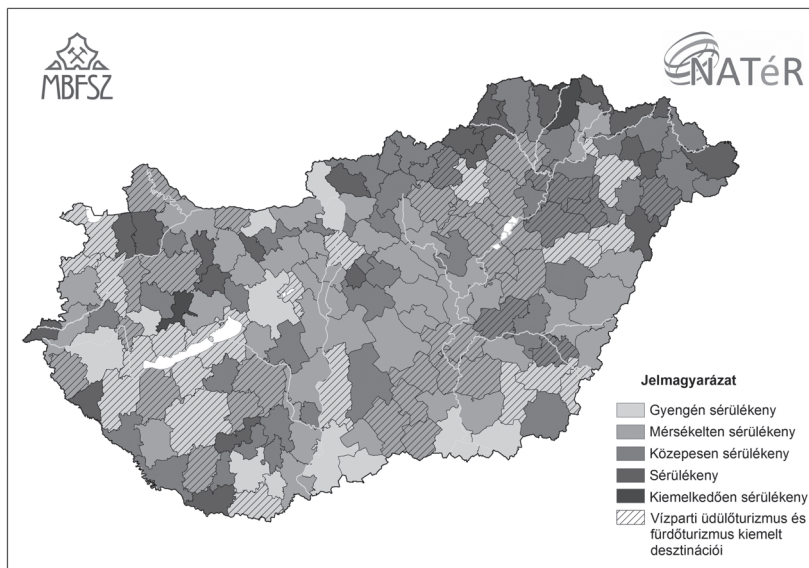 MBFSZ
NATéR
Jelmagyarázat
Gyengén sérülékeny
Mérsékelten sérülékeny
Közepesen sérülékeny
Sérülékeny
Kiemelkedően sérülékeny
Vízparti üdülőturizmus és
fürdőturizmus kiemelt
desztinációi